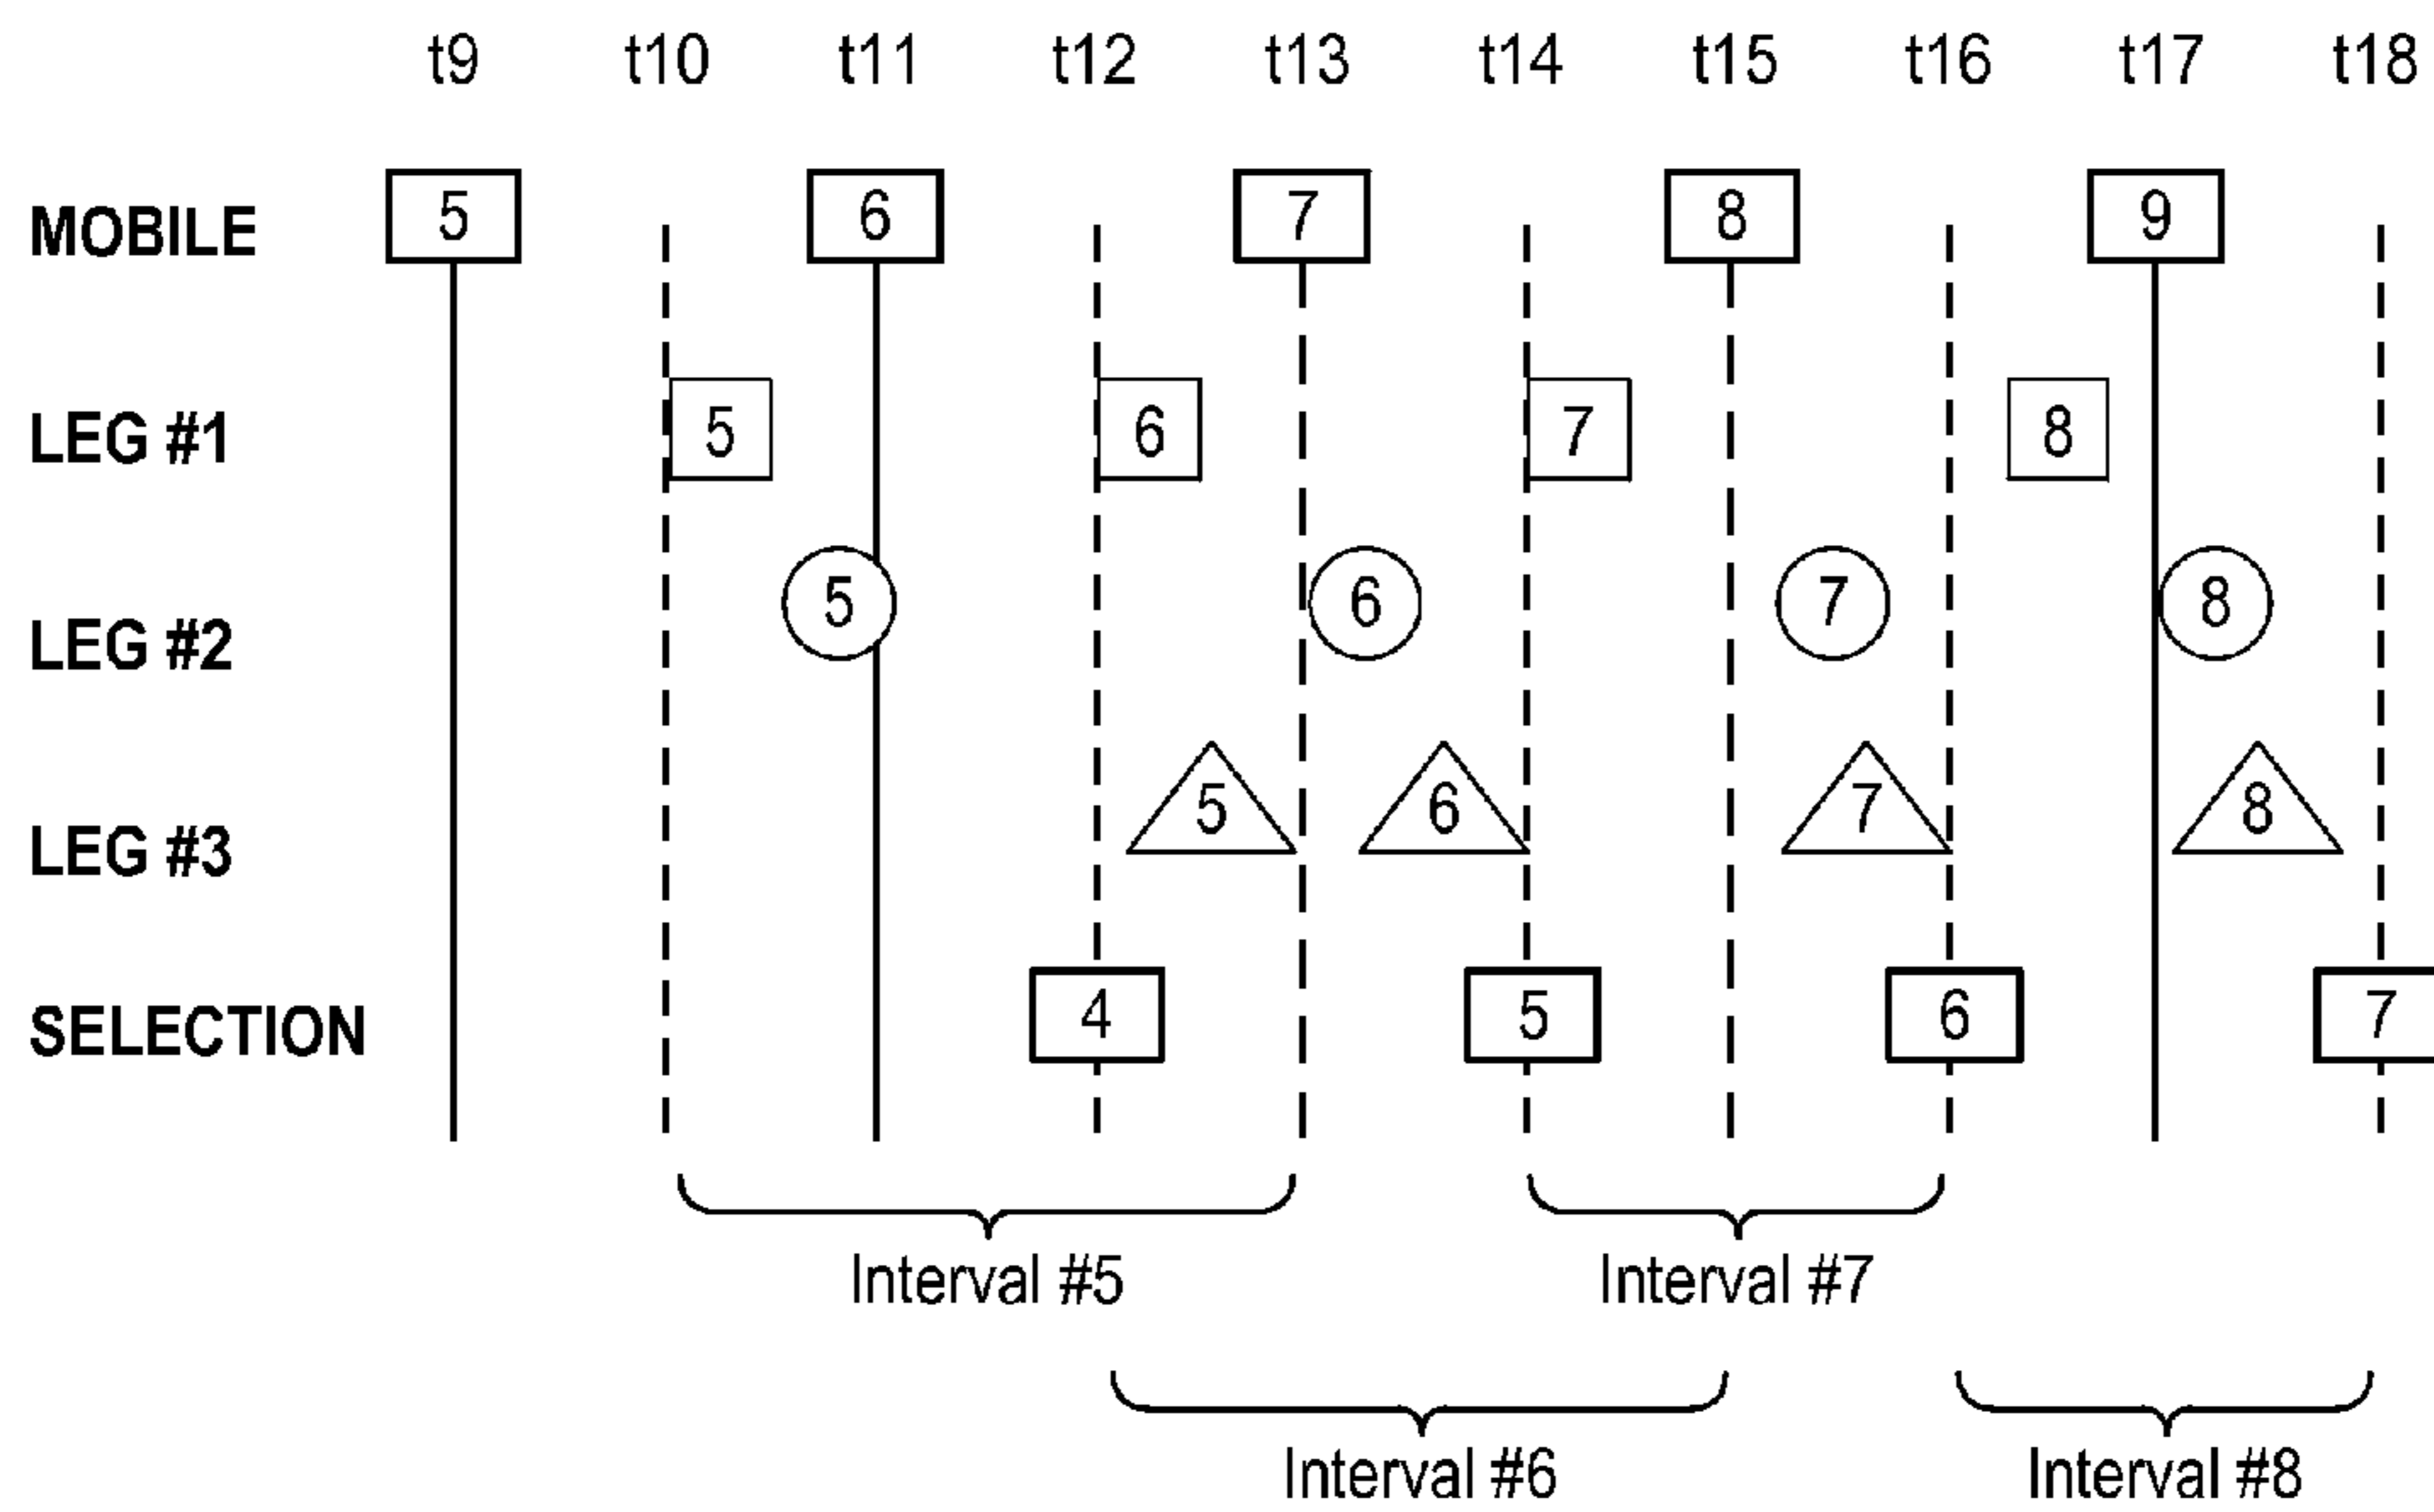 t9 t10 t11 t12 t13 t14 t15 t16 t17 t18
MOBILE 5 6 7 8 9
LEG #1 5 6 7 8
LEG #2 5 6 7 8
LEG #3 5 6 7 8
SELECTION 4 5 6 7
Interval #5 Interval #7
Interval #6 Interval #8